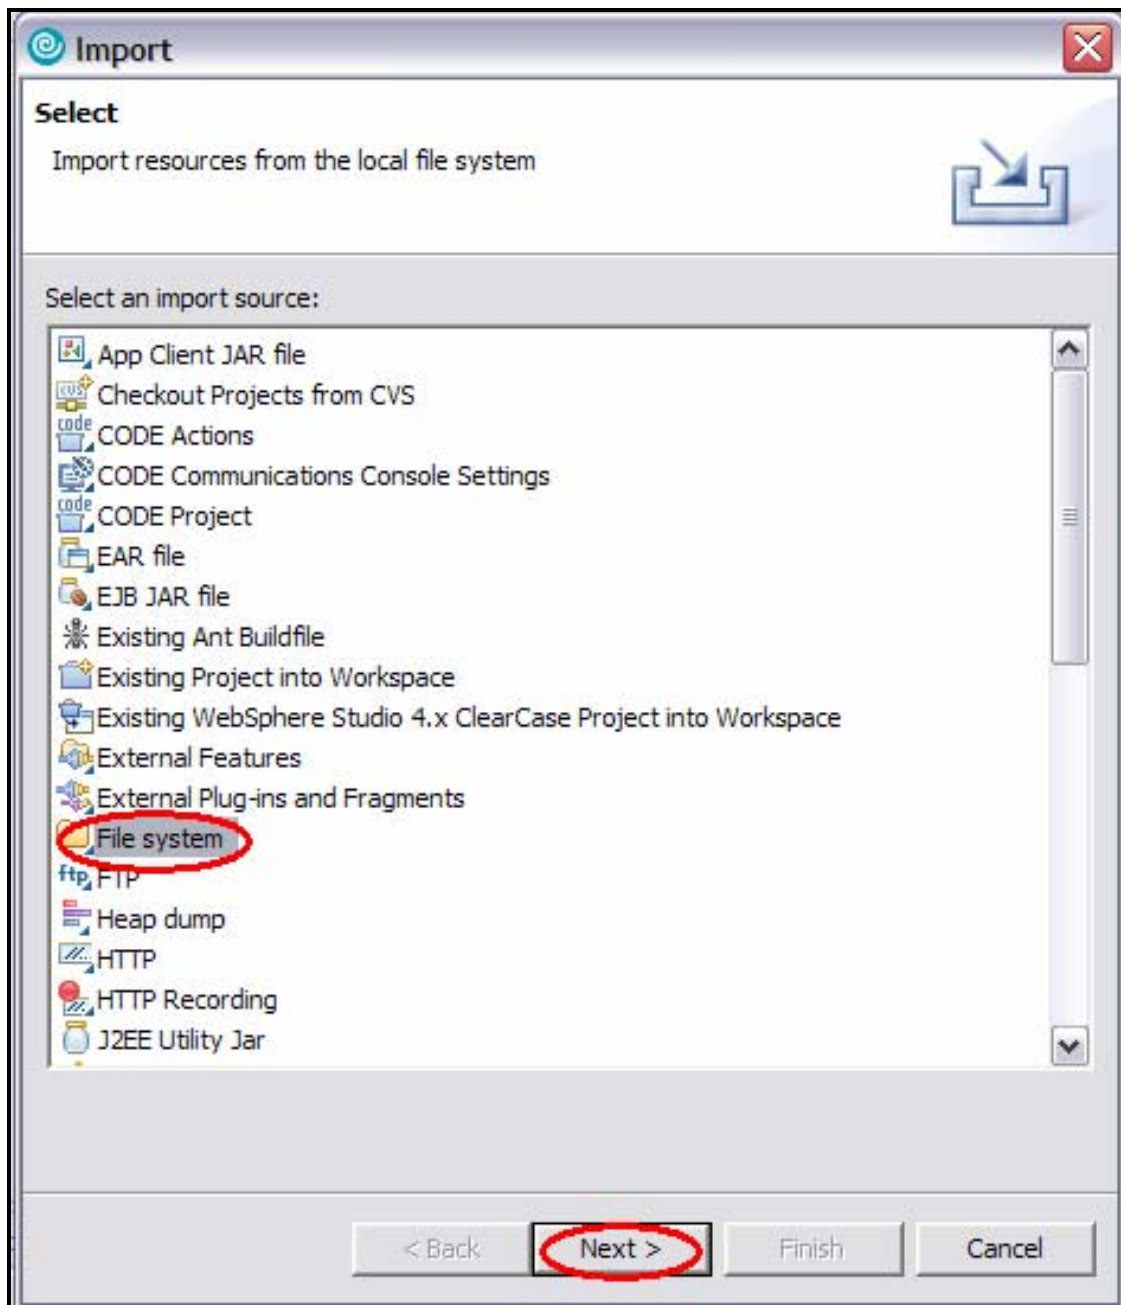 Import
Select
Import resources from the local file system
Select an import source:
App Client JAR file
Checkout Projects from CVS
CODE Actions
CODE Communications Console Settings
CODE Project
EAR file
EJB JAR file
Existing Ant Buildfile
Existing Project into Workspace
Existing WebSphere Studio 4.x ClearCase Project into Workspace
External Features
External Plug-ins and Fragments
File system
ftp FTP
Heap dump
HTTP
HTTP Recording
J2EE Utility Jar
< Back Next > Finish Cancel